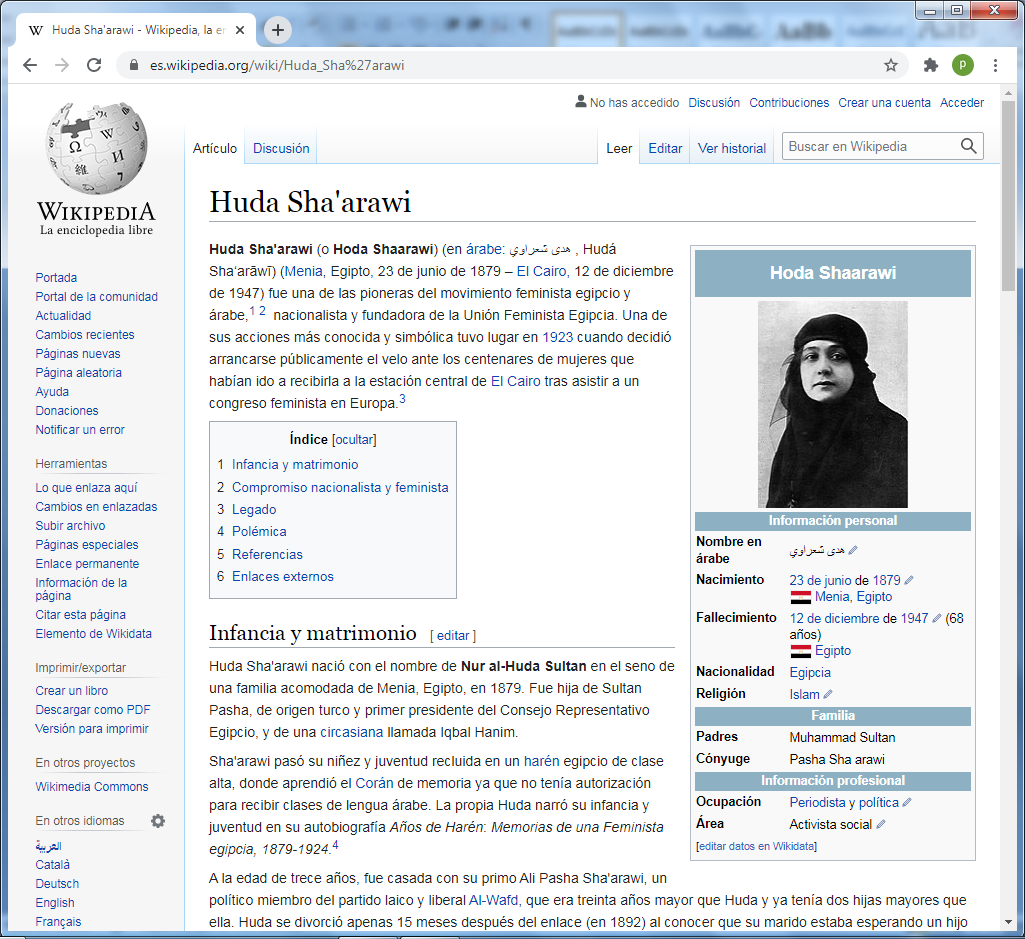 Huda Sha'arawi - Wikipedia, la e
es.wikipedia.org/wiki/Huda_Sha%27arawi
p
No has accedido Discusión Contribuciones Crear una cuenta Acceder
Artículo Discusión Leer Editar Ver historial Buscar en Wikipedia
WIKIPEDIA
La enciclopedia libre
Portada
Portal de la comunidad
Actualidad
Cambios recientes
Páginas nuevas
Página aleatoria
Ayuda
Donaciones
Notificar un error
Herramientas
Lo que enlaza aquí
Cambios en enlazadas
Subir archivo
Páginas especiales
Enlace permanente
Información de la
página
Citar esta página
Elemento de Wikidata
Imprimir/exportar
Crear un libro
Descargar como PDF
Versión para imprimir
En otros proyectos
Wikimedia Commons
En otros idiomas
العربية
Català
Deutsch
English
Français
Huda Sha'arawi
Huda Sha'arawi (o Hoda Shaarawi) (en árabe: هدى شعراوي , Hudá
Sha‘arāwī) (Menia, Egipto, 23 de junio de 1879 – El Cairo, 12 de diciembre
de 1947) fue una de las pioneras del movimiento feminista egipcio y
árabe,1 2 nacionalista y fundadora de la Unión Feminista Egipcia. Una de
sus acciones más conocida y simbólica tuvo lugar en 1923 cuando decidió
arrancarse públicamente el velo ante los centenares de mujeres que
habían ido a recibirla a la estación central de El Cairo tras asistir a un
congreso feminista en Europa.3
Índice [ocultar]
1 Infancia y matrimonio
2 Compromiso nacionalista y feminista
3 Legado
4 Polémica
5 Referencias
6 Enlaces externos
Infancia y matrimonio [ editar ]
Huda Sha'arawi nació con el nombre de Nur al-Huda Sultan en el seno de
una familia acomodada de Menia, Egipto, en 1879. Fue hija de Sultan
Pasha, de origen turco y primer presidente del Consejo Representativo
Egipcio, y de una circasiana llamada Iqbal Hanim.
Sha'arawi pasó su niñez y juventud recluida en un harén egipcio de clase
alta, donde aprendió el Corán de memoria ya que no tenía autorización
para recibir clases de lengua árabe. La propia Huda narró su infancia y
juventud en su autobiografía Años de Harén: Memorias de una Feminista
egipcia, 1879-1924.4
A la edad de trece años, fue casada con su primo Ali Pasha Sha'arawi, un
político miembro del partido laico y liberal Al-Wafd, que era treinta años mayor que Huda y ya tenía dos hijas mayores que
ella. Huda se divorció apenas 15 meses después del enlace (en 1892) al conocer que su marido estaba esperando un hijo
Hoda Shaarawi
Información personal
Nombre en
árabe هدى شعراوي
Nacimiento 23 de junio de 1879
Menia, Egipto
Fallecimiento 12 de diciembre de 1947 (68
años)
Egipto
Nacionalidad Egipcia
Religión Islam
Familia
Padres Muhammad Sultan
Cónyuge Pasha Sha arawi
Información profesional
Ocupación Periodista y política
Área Activista social
[editar datos en Wikidata]